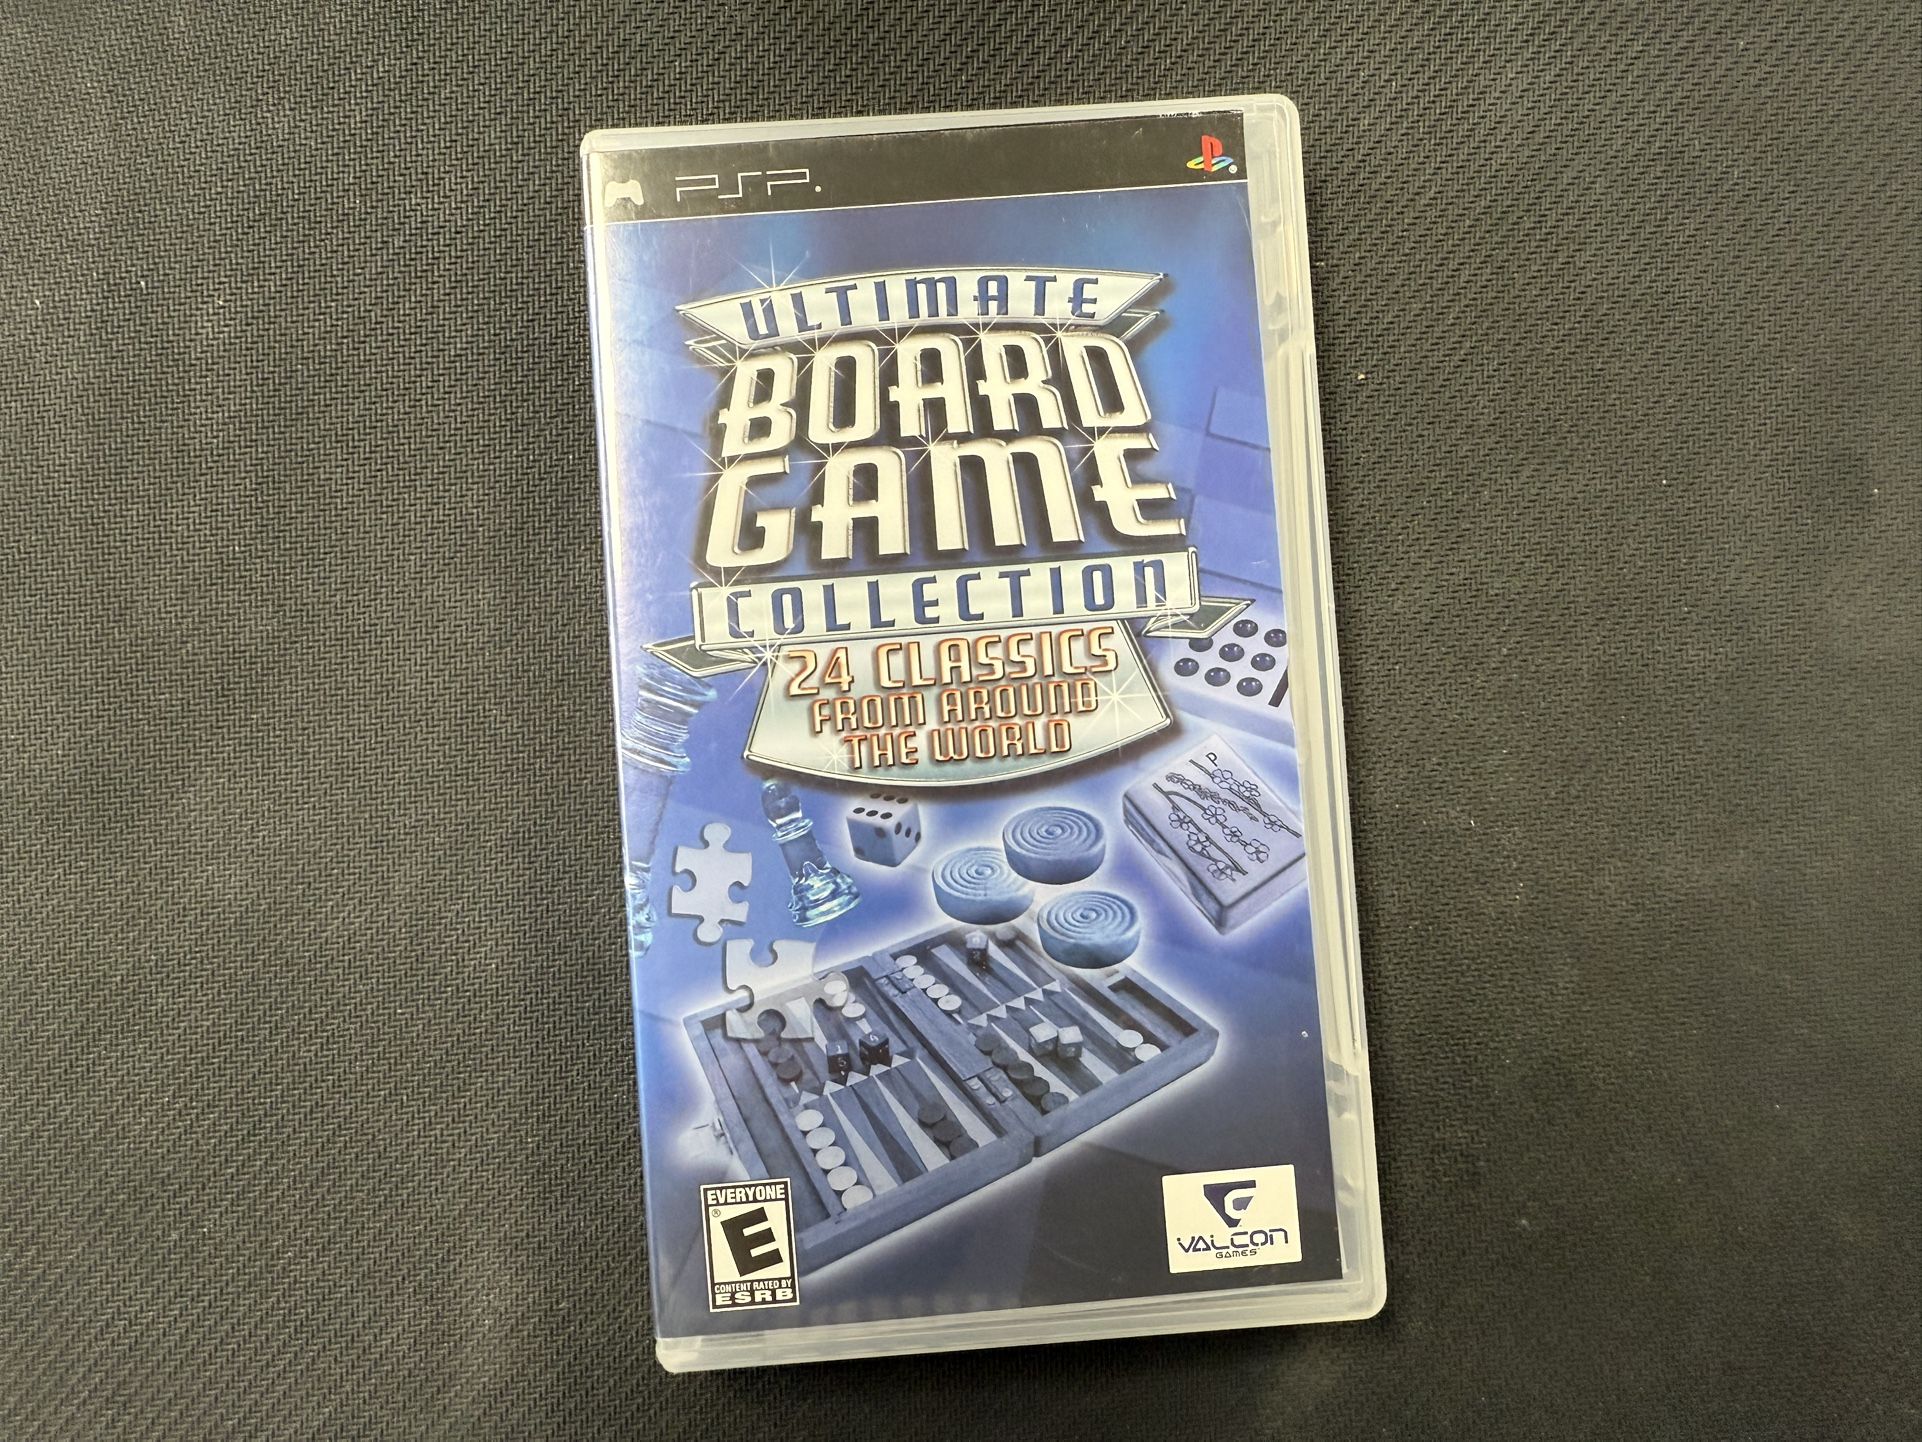 PSP
ULTIMATE
BOARD
GAME
COLLECTION
24 CLASSICS
FROM AROUND
THE WORLD
P
EVERYONE
E
CONTENT RATED BY
ESRB
VALCON
GAMES